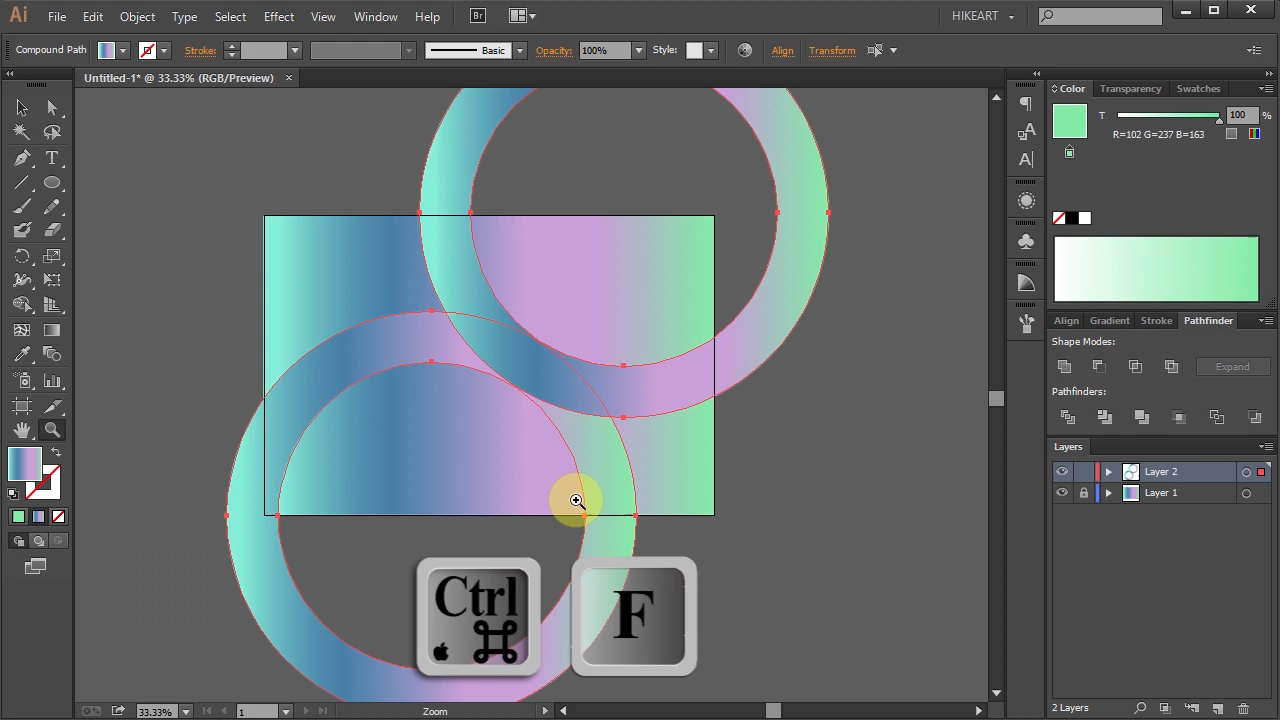 Ai File Edit Object Type Select Effect View Window Help Br HIKEART
Compound Path Stroke: Basic Opacity: 100% Style: Align Transform
Untitled-1* @ 33.33% (RGB/Preview) ×
Color Transparency Swatches
T 100 %
R=102 G=237 B=163
Align Gradient Stroke Pathfinder
Shape Modes:
Expand
Pathfinders:
Layers
Layer 2
Layer 1
Ctrl
F
33.33% 1 Zoom 2 Layers